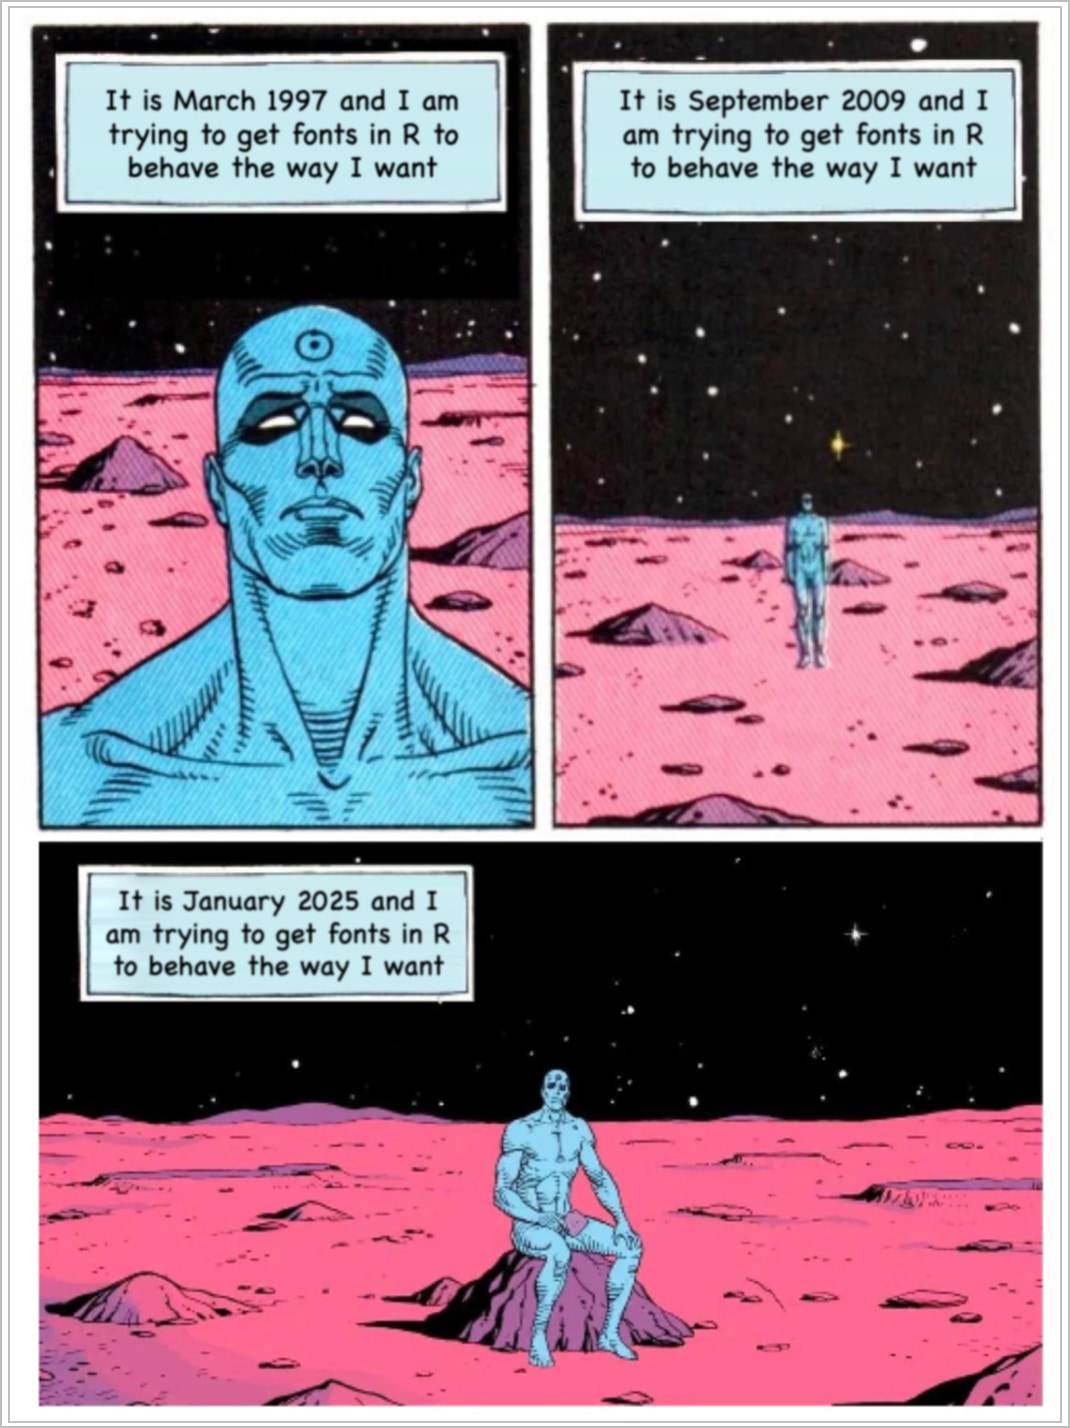 It is March 1997 and I am
trying to get fonts in R to
behave the way I want
It is September 2009 and I
am trying to get fonts in R
to behave the way I want
It is January 2025 and I
am trying to get fonts in R
to behave the way I want